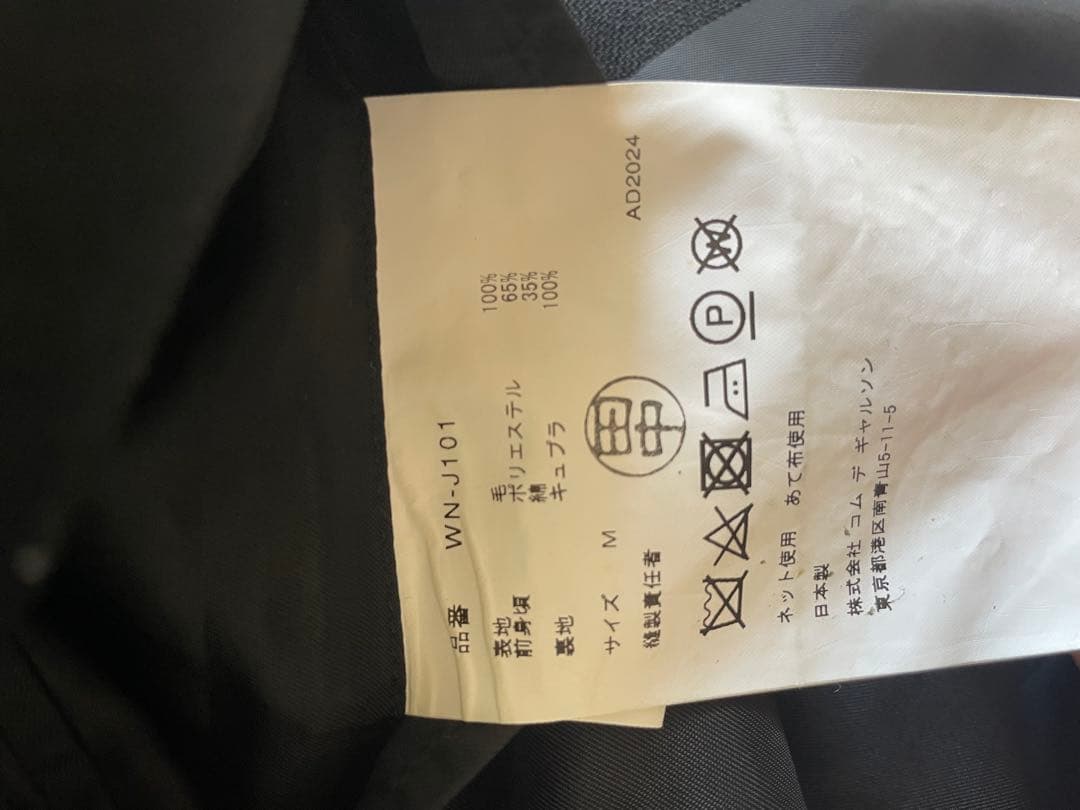 品番 WN-J101
表地 毛 100%
前身頃 ポリエステル 65%
綿 35%
裏地 キュプラ 100%
サイズ M
縫製責任者 田中
AD2024
P
W
ネット使用 あて布使用
日本製
株式会社 コム デ ギャルソン
東京都港区南青山5-11-5